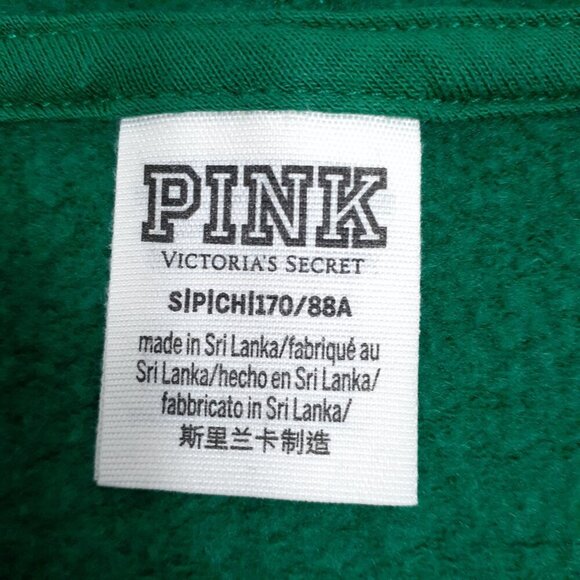 PINK
VICTORIA'S SECRET
S|P|CH|170/88A
made in Sri Lanka/fabriqué au
Sri Lanka/hecho en Sri Lanka/
fabbricato in Sri Lanka/
斯里兰卡制造